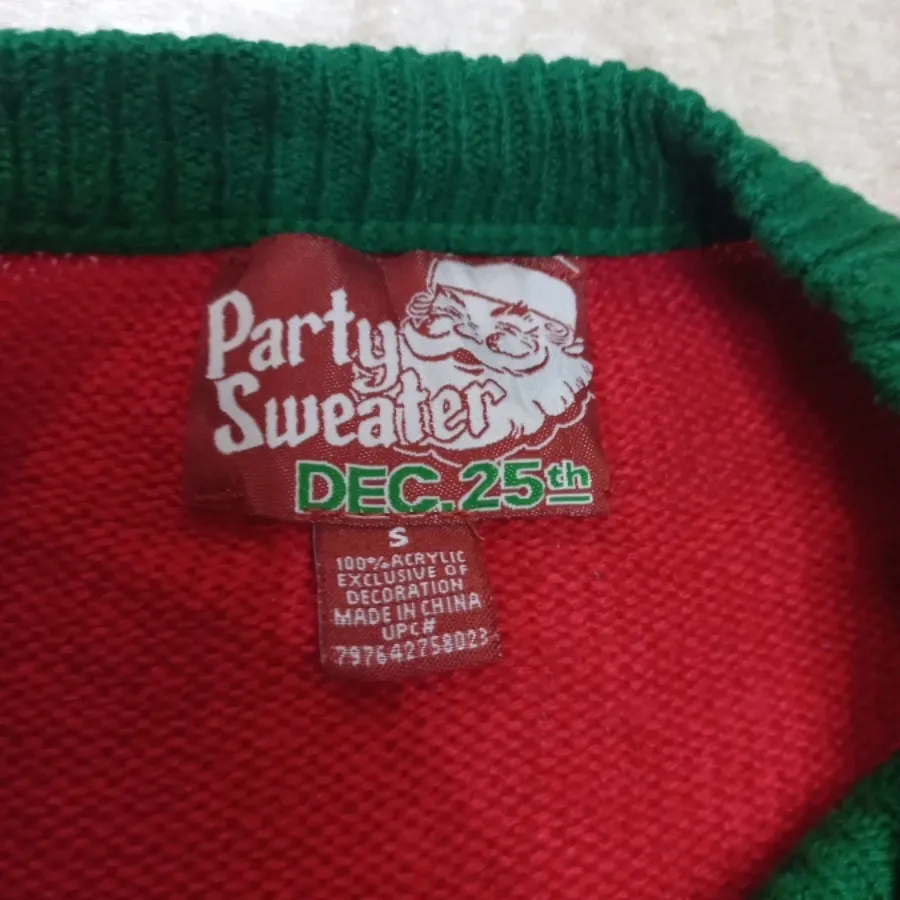 Party
Sweater
DEC. 25th
S
100% ACRYLIC
EXCLUSIVE OF
DECORATION
MADE IN CHINA
UPC#
797642758023